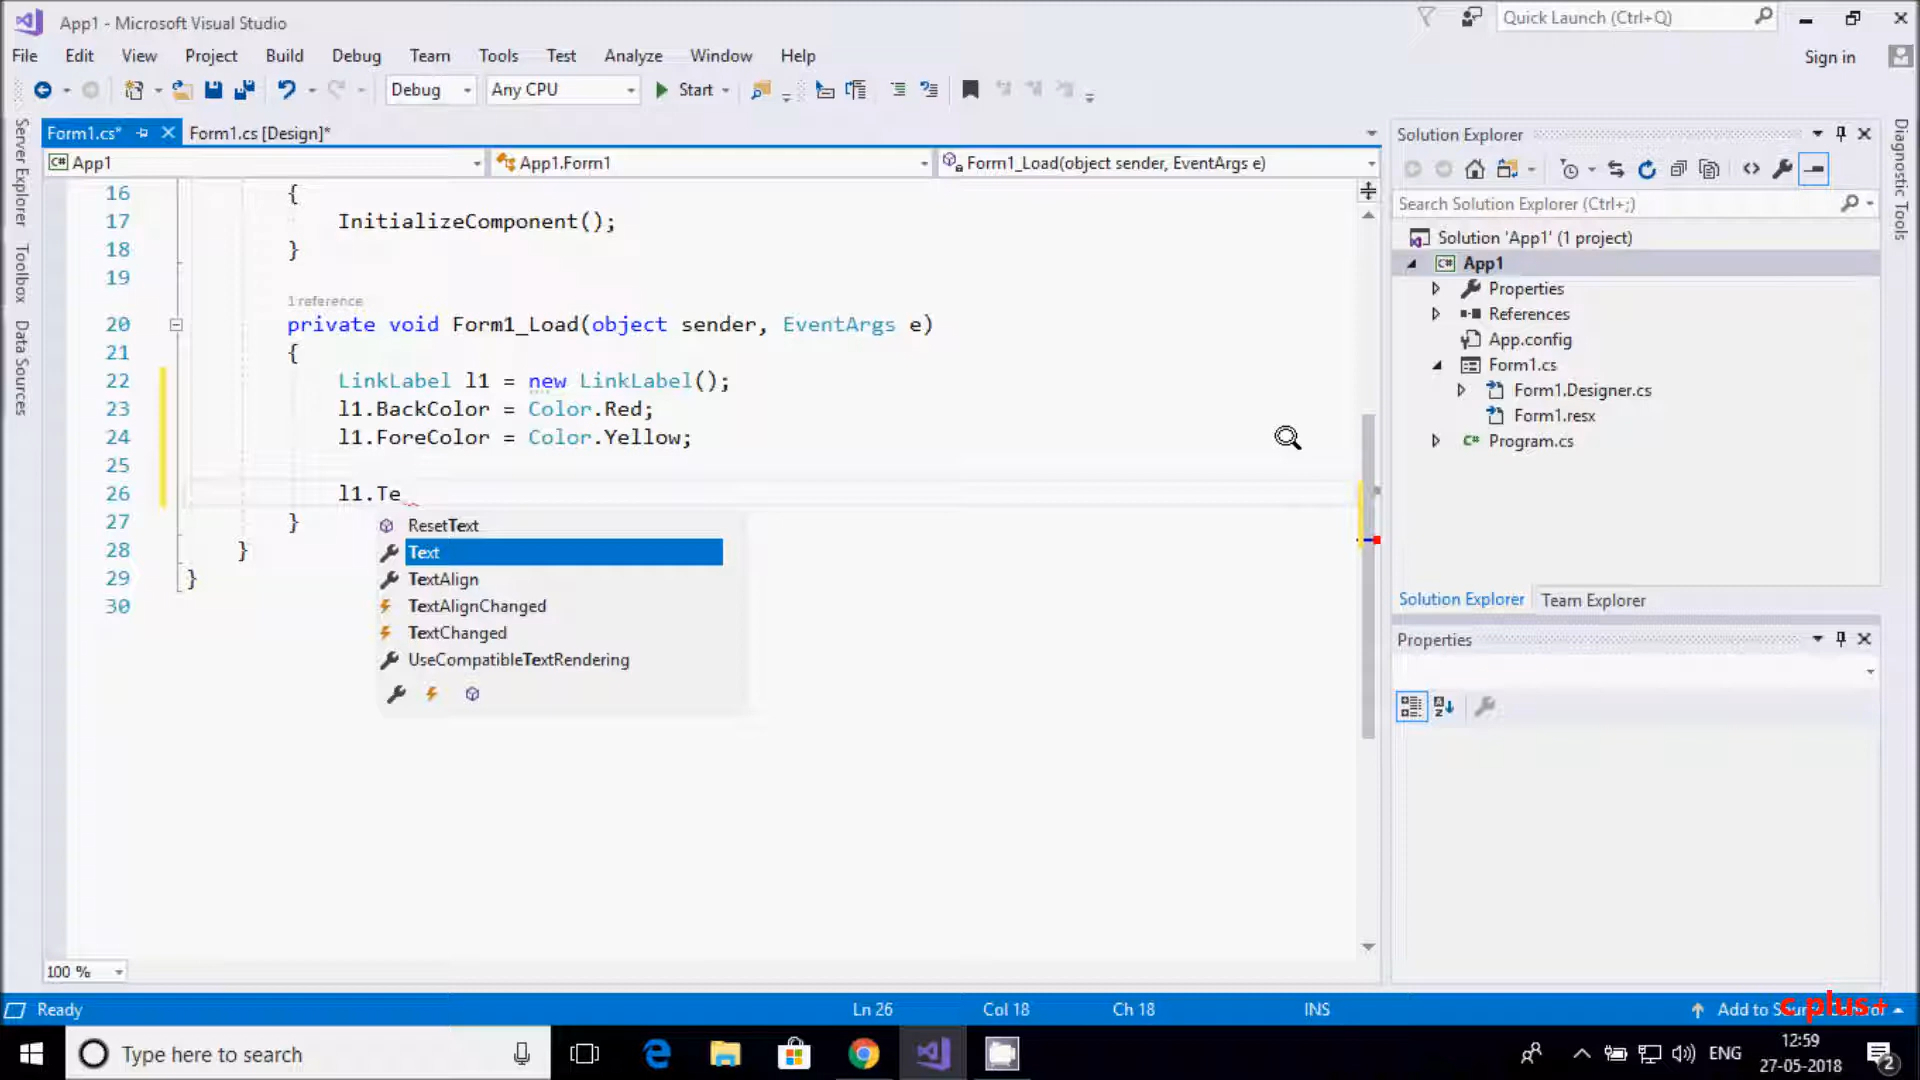 App1 - Microsoft Visual Studio
Quick Launch (Ctrl+Q)
File Edit View Project Build Debug Team Tools Test Analyze Window Help
Sign in
Debug Any CPU Start
Server Explorer
Toolbox
Data Sources
Form1.cs* Form1.cs [Design]*
C# App1 App1.Form1 Form1_Load(object sender, EventArgs e)
16 {
17 InitializeComponent();
18 }
19
1 reference
20 private void Form1_Load(object sender, EventArgs e)
21 {
22 LinkLabel l1 = new LinkLabel();
23 l1.BackColor = Color.Red;
24 l1.ForeColor = Color.Yellow;
25
26 l1.Te
27 }
28 }
29 }
30
ResetText
Text
TextAlign
TextAlignChanged
TextChanged
UseCompatibleTextRendering
100 %
Solution Explorer
Search Solution Explorer (Ctrl+;)
Solution 'App1' (1 project)
C# App1
Properties
References
App.config
Form1.cs
Form1.Designer.cs
Form1.resx
C# Program.cs
Solution Explorer Team Explorer
Properties
Diagnostic Tools
Ready Ln 26 Col 18 Ch 18 INS Add to Source Control
c plus+
Type here to search
ENG
12:59
27-05-2018
2